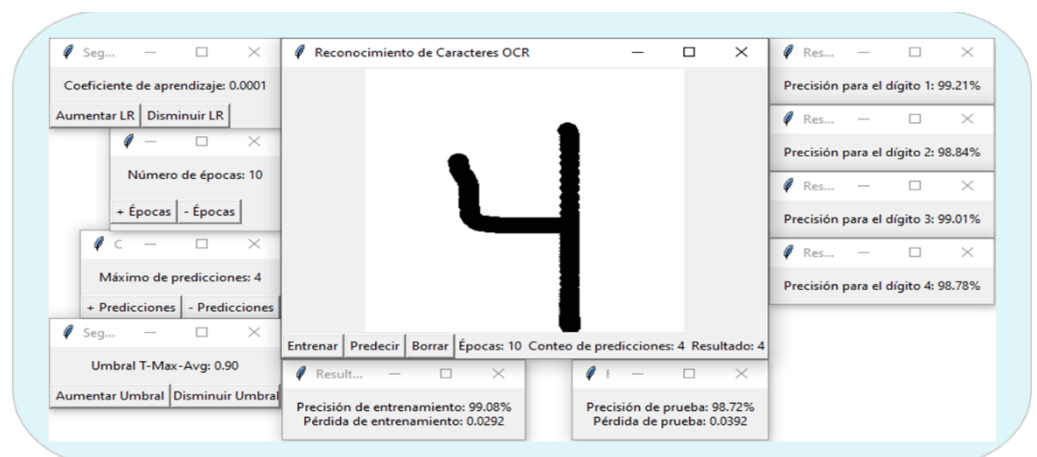 Seg...
Coeficiente de aprendizaje: 0.0001
Aumentar LR Disminuir LR
Número de épocas: 10
+ Épocas - Épocas
C
Máximo de predicciones: 4
+ Predicciones - Predicciones
Seg...
Umbral T-Max-Avg: 0.90
Aumentar Umbral Disminuir Umbral
Reconocimiento de Caracteres OCR
4
Entrenar Predecir Borrar Épocas: 10 Conteo de predicciones: 4 Resultado: 4
Result...
Precisión de entrenamiento: 99.08%
Pérdida de entrenamiento: 0.0292
Precisión de prueba: 98.72%
Pérdida de prueba: 0.0392
Res...
Precisión para el dígito 1: 99.21%
Res...
Precisión para el dígito 2: 98.84%
Res...
Precisión para el dígito 3: 99.01%
Res...
Precisión para el dígito 4: 98.78%